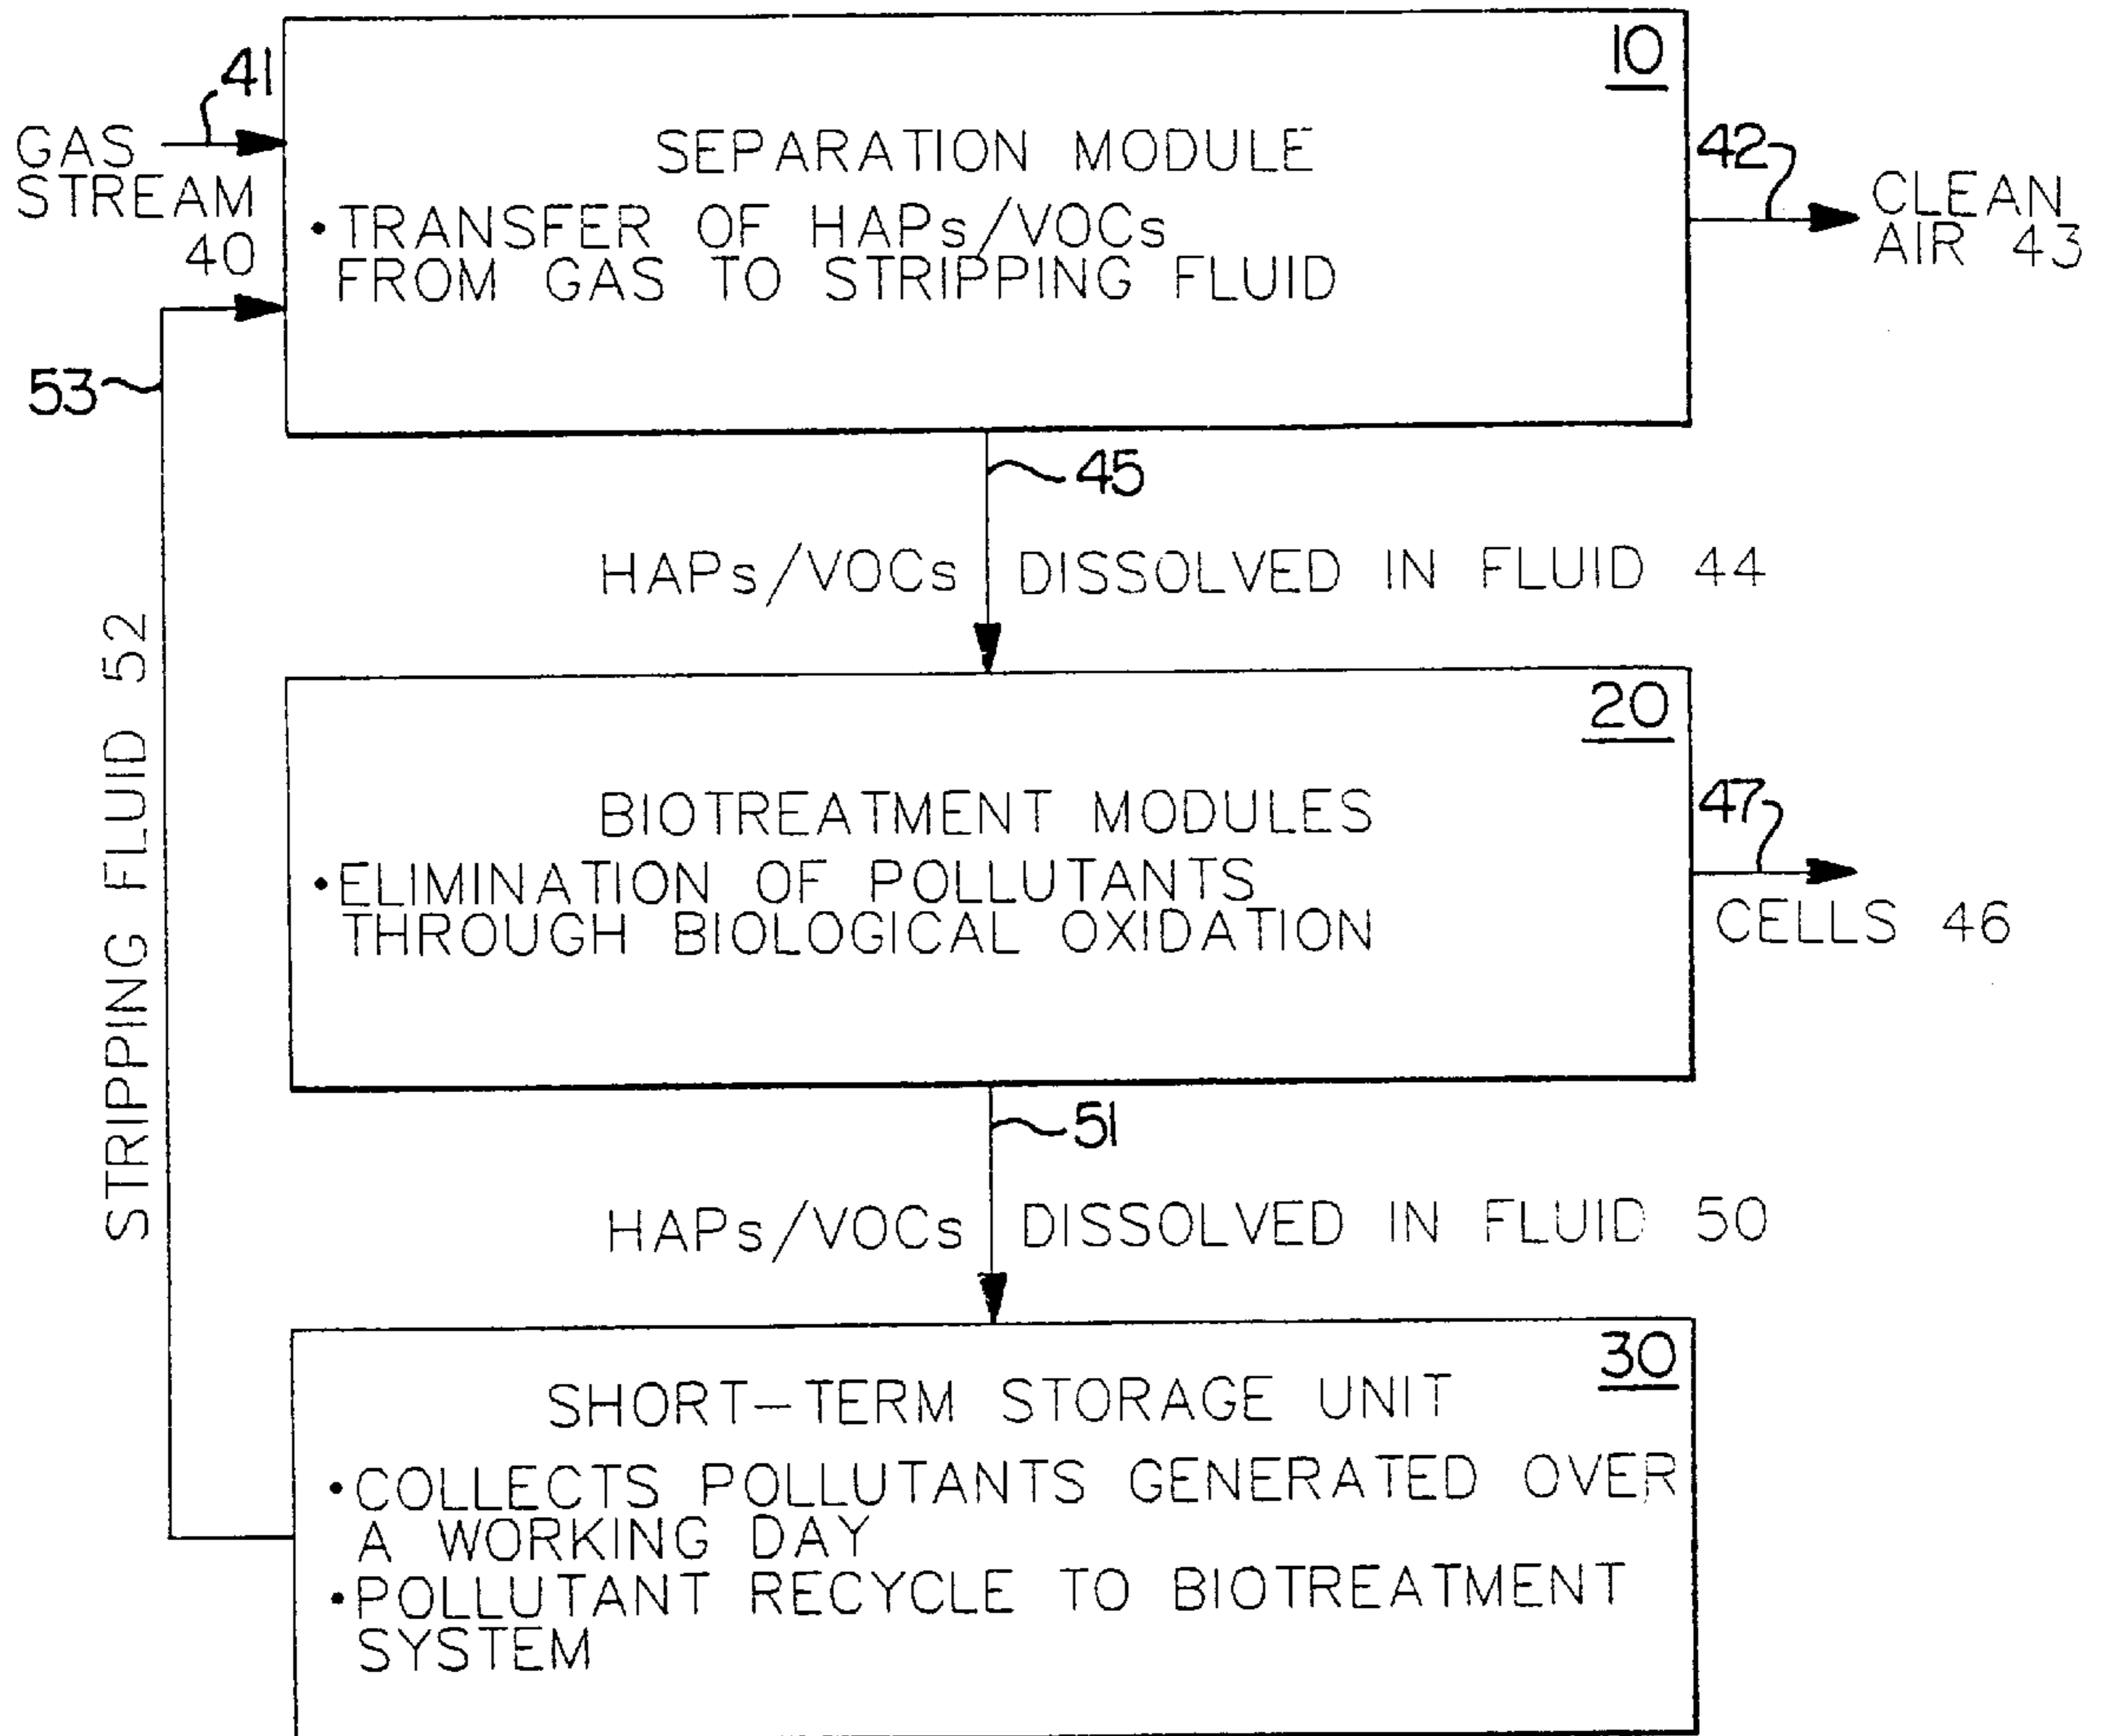 10
41
GAS
STREAM
40
SEPARATION MODULE
•TRANSFER OF HAPs/VOCs
FROM GAS TO STRIPPING FLUID
42
CLEAN
AIR 43
53
45
HAPs/VOCs DISSOLVED IN FLUID 44
STRIPPING FLUID 52
20
BIOTREATMENT MODULES
•ELIMINATION OF POLLUTANTS
THROUGH BIOLOGICAL OXIDATION
47
CELLS 46
51
HAPs/VOCs DISSOLVED IN FLUID 50
30
SHORT-TERM STORAGE UNIT
•COLLECTS POLLUTANTS GENERATED OVER
A WORKING DAY
•POLLUTANT RECYCLE TO BIOTREATMENT
SYSTEM